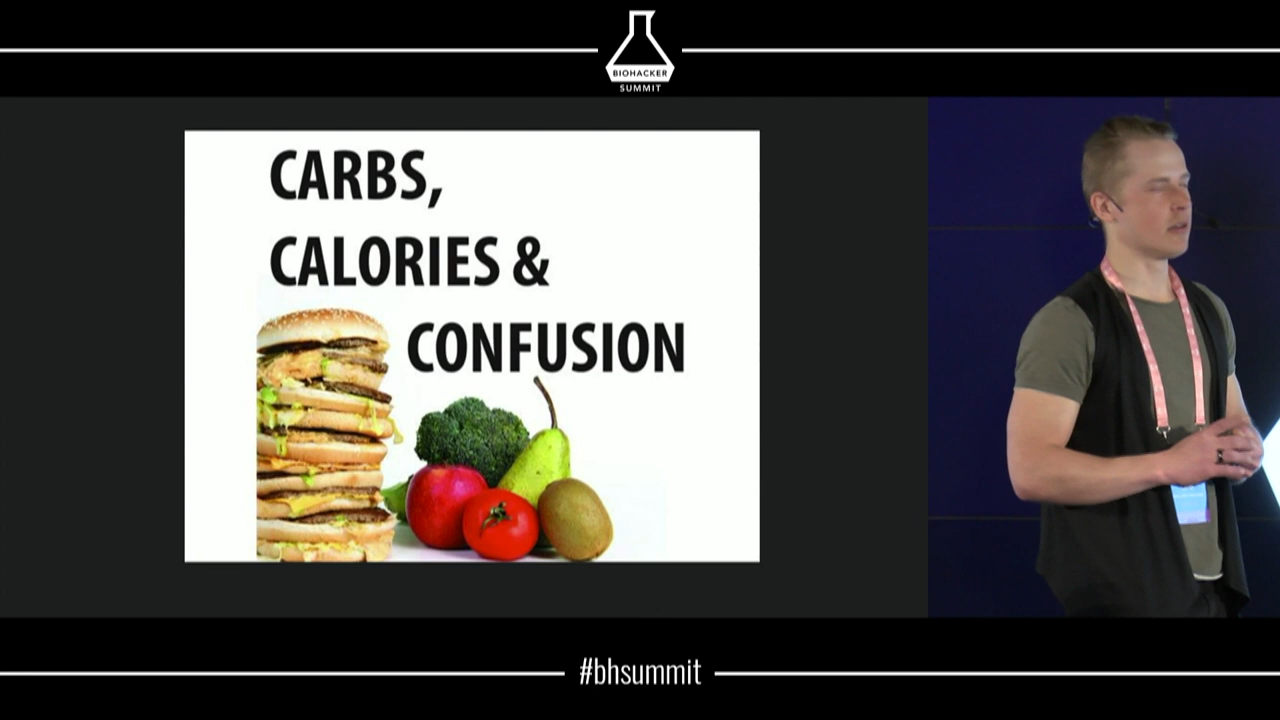 BIOHACKER
SUMMIT
CARBS,
CALORIES &
CONFUSION
#bhsummit